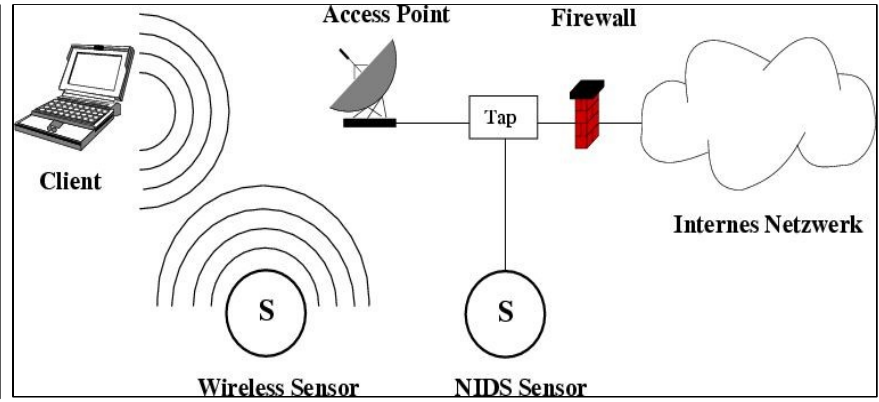 Access Point
Firewall
Tap
Client
Internes Netzwerk
S
S
Wireless Sensor
NIDS Sensor